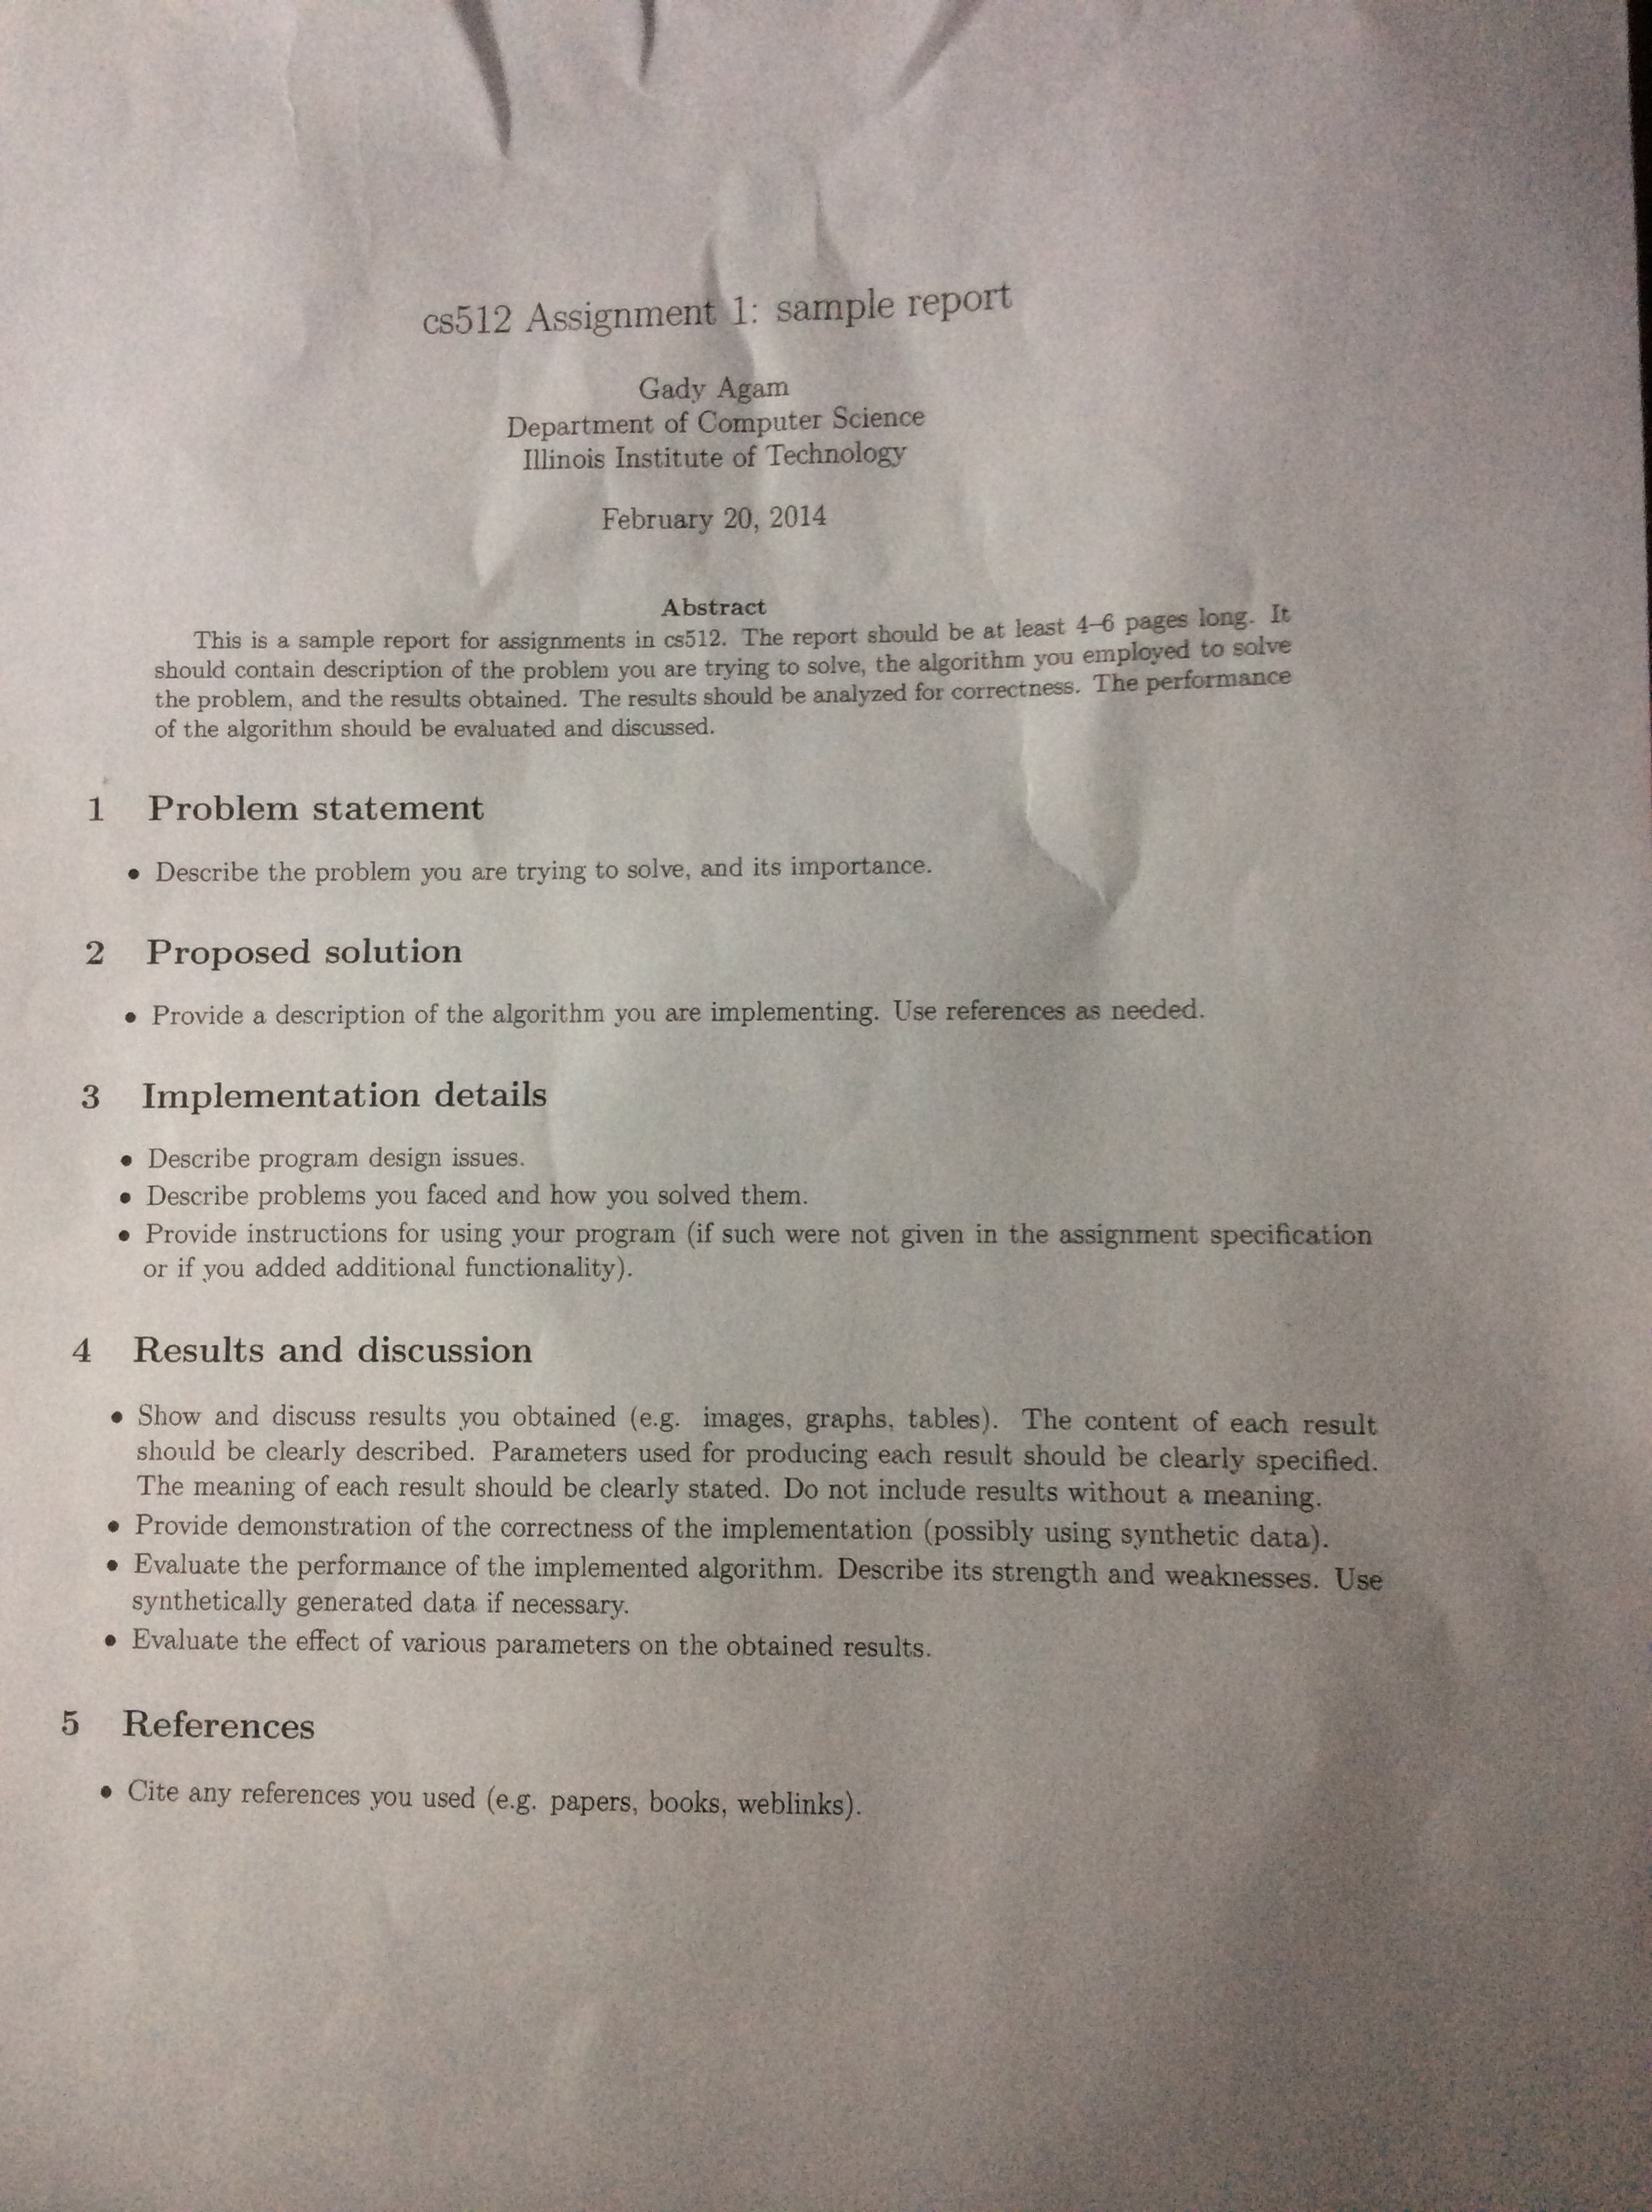 cs512 Assignment 1: sample report
Gady Agam
Department of Computer Science
Illinois Institute of Technology
February 20, 2014
Abstract
This is a sample report for assignments in cs512. The report should be at least 4–6 pages long. It
should contain description of the problem you are trying to solve, the algorithm you employed to solve
the problem, and the results obtained. The results should be analyzed for correctness. The performance
of the algorithm should be evaluated and discussed.
1 Problem statement
• Describe the problem you are trying to solve, and its importance.
2 Proposed solution
• Provide a description of the algorithm you are implementing. Use references as needed.
3 Implementation details
• Describe program design issues.
• Describe problems you faced and how you solved them.
• Provide instructions for using your program (if such were not given in the assignment specification
or if you added additional functionality).
4 Results and discussion
• Show and discuss results you obtained (e.g. images, graphs, tables). The content of each result
should be clearly described. Parameters used for producing each result should be clearly specified.
The meaning of each result should be clearly stated. Do not include results without a meaning.
• Provide demonstration of the correctness of the implementation (possibly using synthetic data).
• Evaluate the performance of the implemented algorithm. Describe its strength and weaknesses. Use
synthetically generated data if necessary.
• Evaluate the effect of various parameters on the obtained results.
5 References
• Cite any references you used (e.g. papers, books, weblinks).